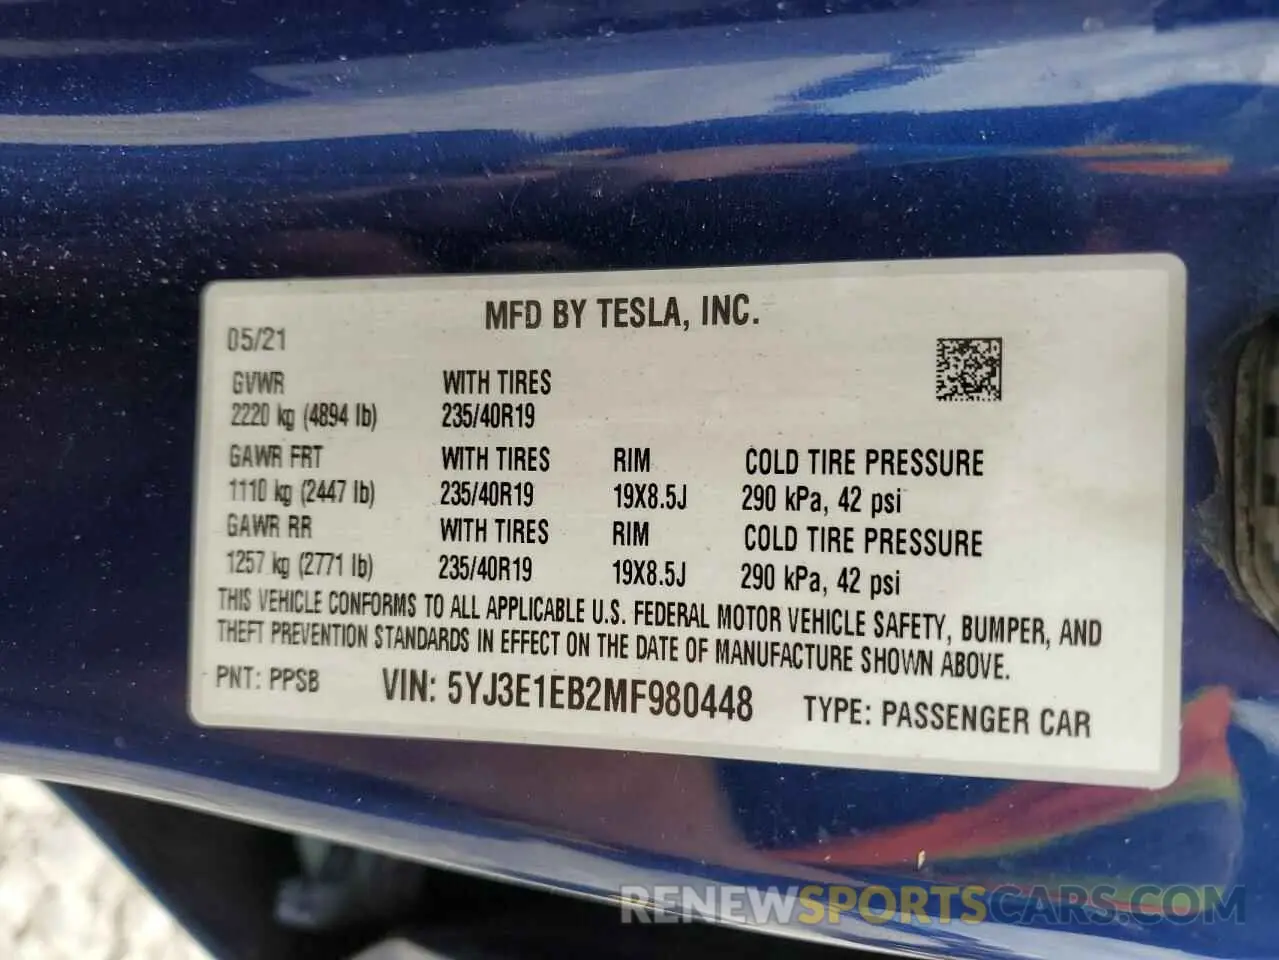 MFD BY TESLA, INC.
05/21
GVWR WITH TIRES
2220 kg (4894 lb) 235/40R19
GAWR FRT WITH TIRES RIM COLD TIRE PRESSURE
1110 kg (2447 lb) 235/40R19 19X8.5J 290 kPa, 42 psi
GAWR RR WITH TIRES RIM COLD TIRE PRESSURE
1257 kg (2771 lb) 235/40R19 19X8.5J 290 kPa, 42 psi
THIS VEHICLE CONFORMS TO ALL APPLICABLE U.S. FEDERAL MOTOR VEHICLE SAFETY, BUMPER, AND
THEFT PREVENTION STANDARDS IN EFFECT ON THE DATE OF MANUFACTURE SHOWN ABOVE.
PNT: PPSB VIN: 5YJ3E1EB2MF980448 TYPE: PASSENGER CAR
RENEWSPORTSCARS.COM